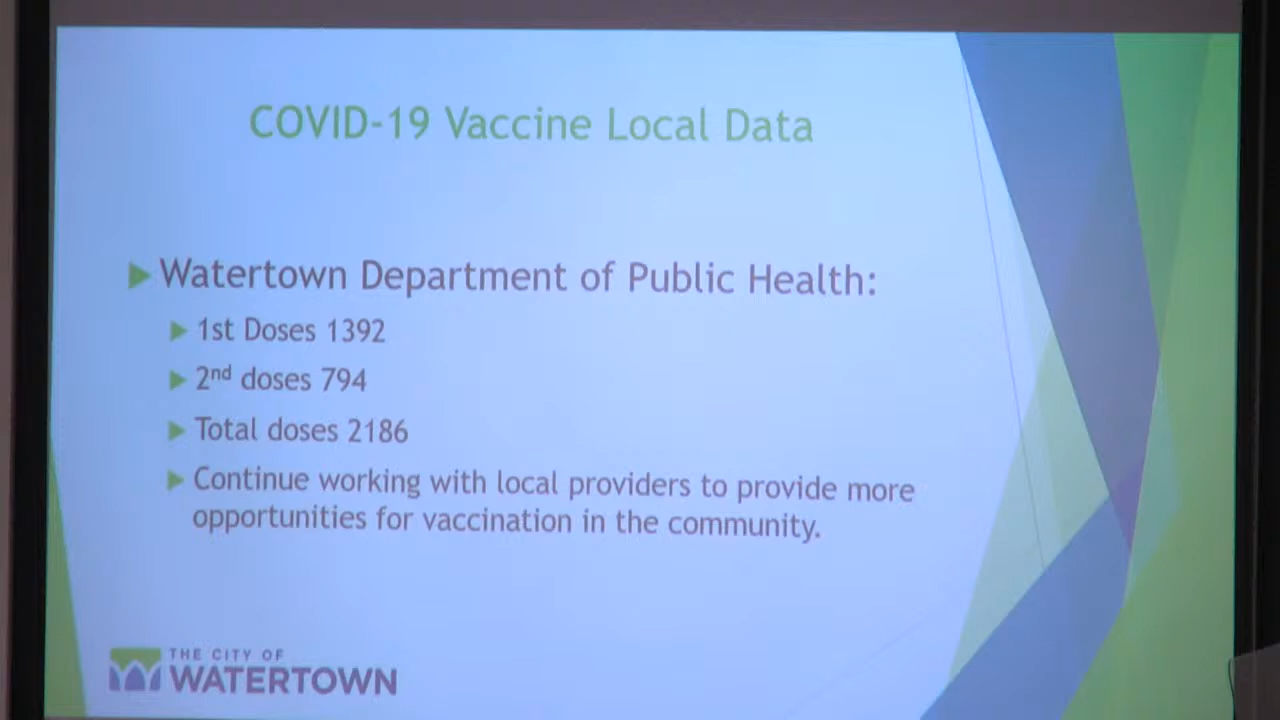 COVID-19 Vaccine Local Data
Watertown Department of Public Health:
1st Doses 1392
2nd doses 794
Total doses 2186
Continue working with local providers to provide more
opportunities for vaccination in the community.
THE CITY OF
WATERTOWN